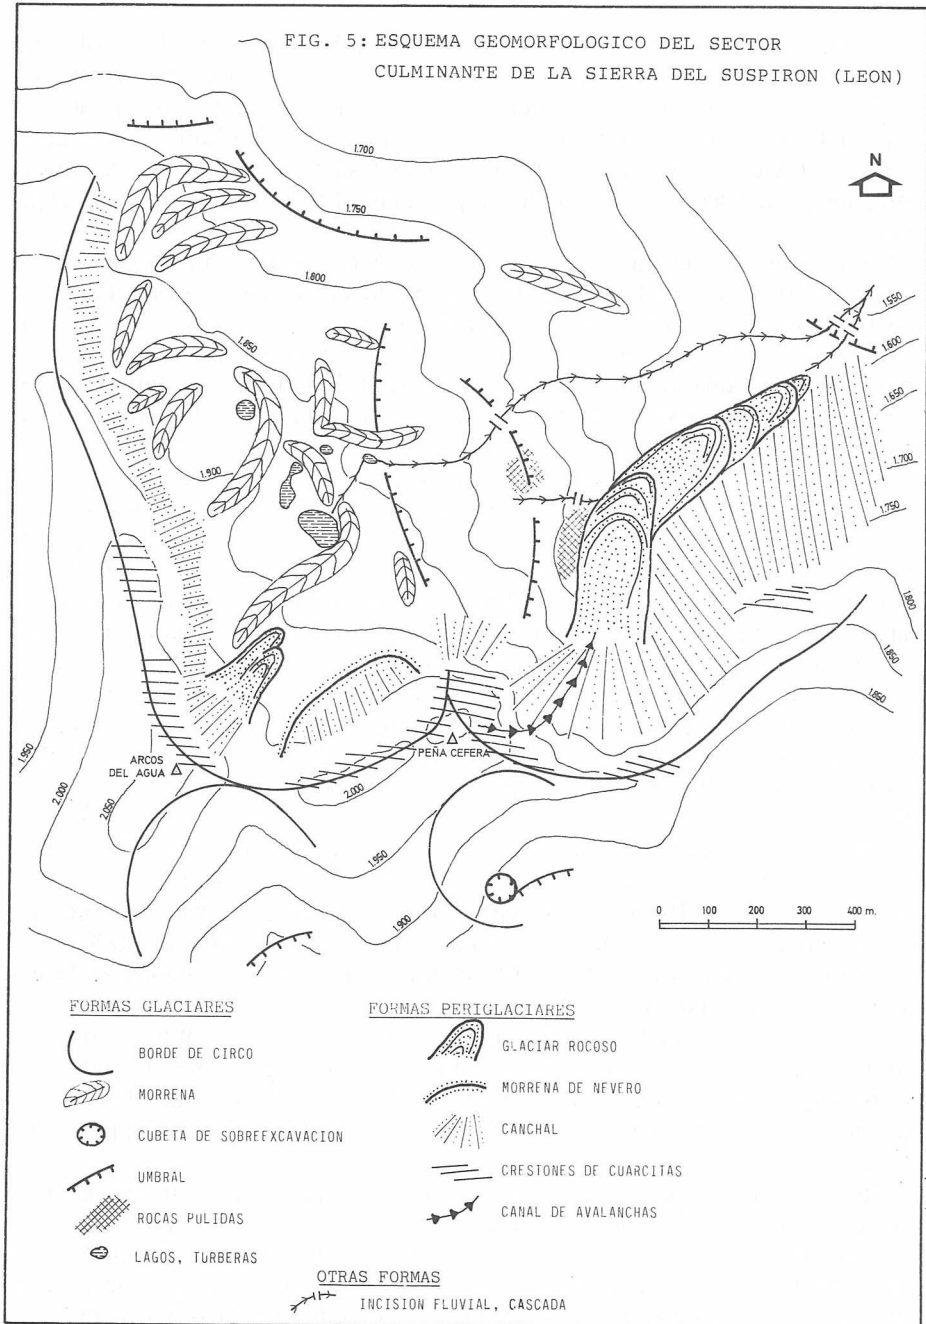 FIG. 5: ESQUEMA GEOMORFOLOGICO DEL SECTOR
CULMINANTE DE LA SIERRA DEL SUSPIRON (LEON)
N
1.700
1.750
1.800
1.850
1.900
1.550
1.600
1.650
1.700
1.750
1.800
1.850
1.850
ARCOS
DEL AGUA
PEÑA CEFERA
1.950
2.000
2.050
2.000
1.950
1.900
0 100 200 300 400 m.
FORMAS GLACIARES
BORDE DE CIRCO
MORRENA
CUBETA DE SOBREEXCAVACION
UMBRAL
ROCAS PULIDAS
LAGOS, TURBERAS
FORMAS PERIGLACIARES
GLACIAR ROCOSO
MORRENA DE NEVERO
CANCHAL
CRESTONES DE CUARCITAS
CANAL DE AVALANCHAS
OTRAS FORMAS
INCISION FLUVIAL, CASCADA